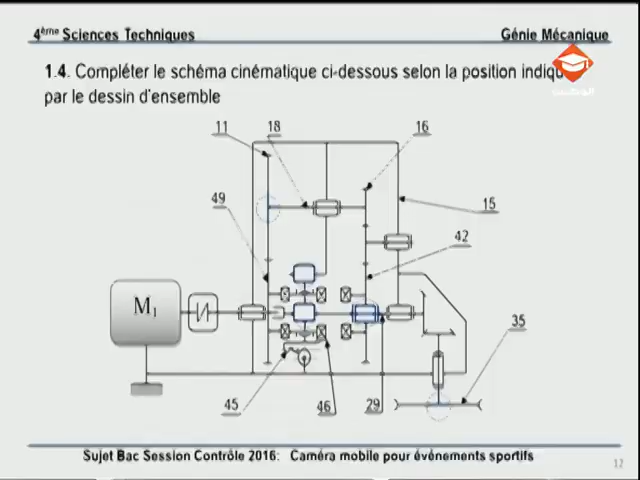 4ème Sciences Techniques
Génie Mécanique
1.4. Compléter le schéma cinématique ci-dessous selon la position indiq
par le dessin d'ensemble
11
18
16
49
15
42
M1
35
45
46
29
Sujet Bac Session Contrôle 2016: Caméra mobile pour événements sportifs
12